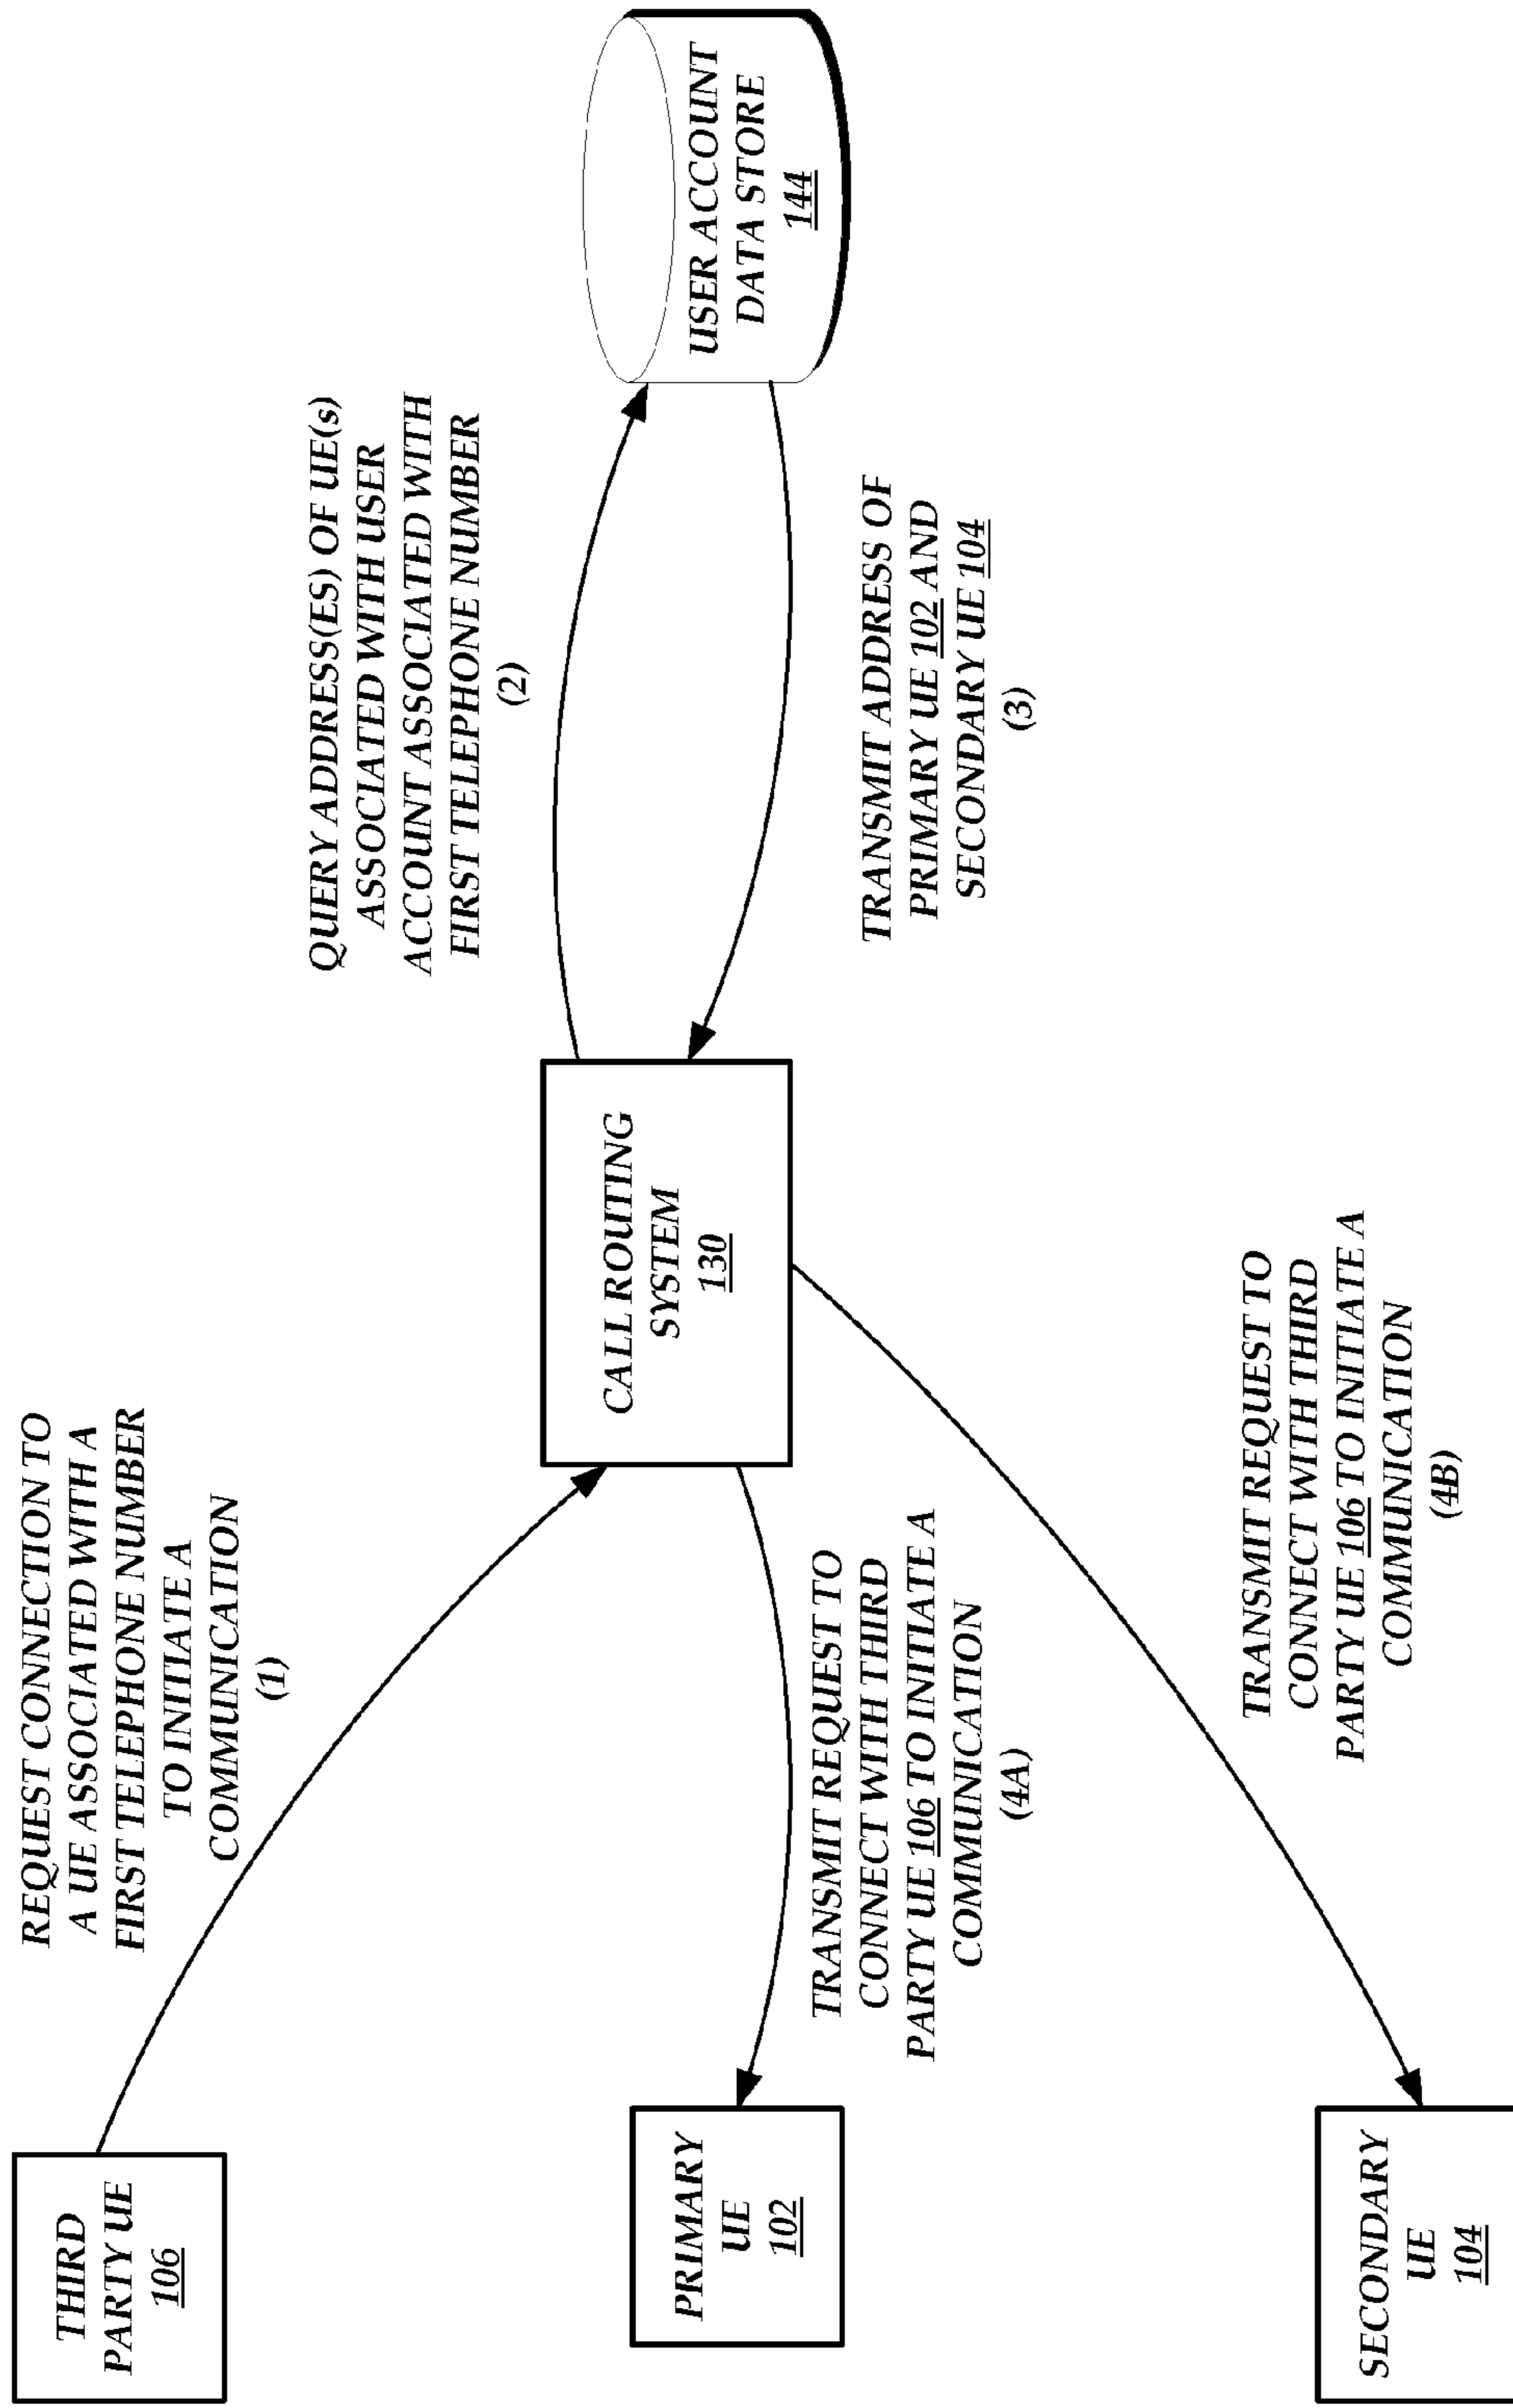 REQUEST CONNECTION TO
A UE ASSOCIATED WITH A
FIRST TELEPHONE NUMBER
TO INITIATE A
COMMUNICATION
(1)
THIRD
PARTY UE
106
QUERY ADDRESS(ES) OF UE(s)
ASSOCIATED WITH USER
ACCOUNT ASSOCIATED WITH
FIRST TELEPHONE NUMBER
(2)
CALL ROUTING
SYSTEM
130
USER ACCOUNT
DATA STORE
144
TRANSMIT ADDRESS OF
PRIMARY UE 102 AND
SECONDARY UE 104
(3)
PRIMARY
UE
102
TRANSMIT REQUEST TO
CONNECT WITH THIRD
PARTY UE 106 TO INITIATE A
COMMUNICATION
(4A)
TRANSMIT REQUEST TO
CONNECT WITH THIRD
PARTY UE 106 TO INITIATE A
COMMUNICATION
(4B)
SECONDARY
UE
104